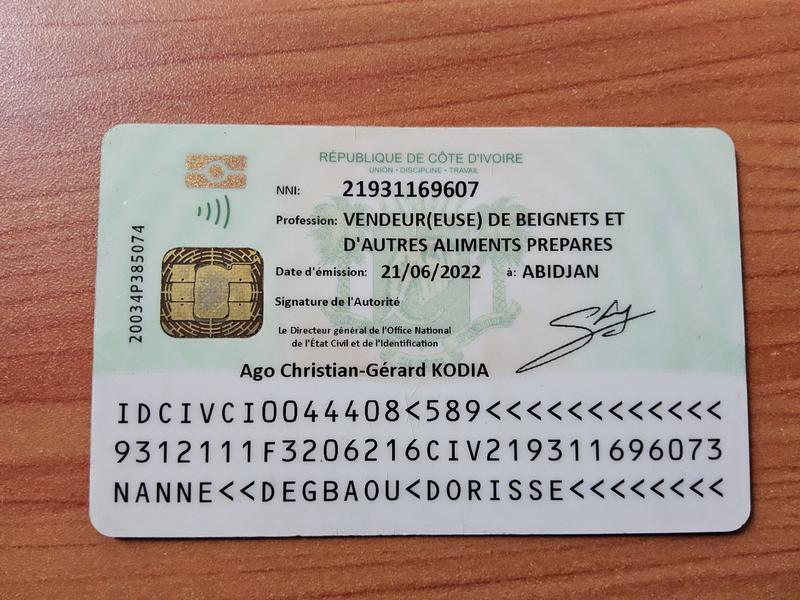 RÉPUBLIQUE DE CÔTE D'IVOIRE
UNION • DISCIPLINE • TRAVAIL
NNI: 21931169607
Profession: VENDEUR(EUSE) DE BEIGNETS ET
D'AUTRES ALIMENTS PREPARES
Date d'émission: 21/06/2022 à: ABIDJAN
Signature de l'Autorité
Le Directeur général de l'Office National
de l'État Civil et de l'Identification
Ago Christian-Gérard KODIA
20034P385074
IDCIVCI0044408<589<<<<<<<<<<<<
9312111F3206216CIV219311696073
NANNE<<DEGBAOU<DORISSE<<<<<<<<